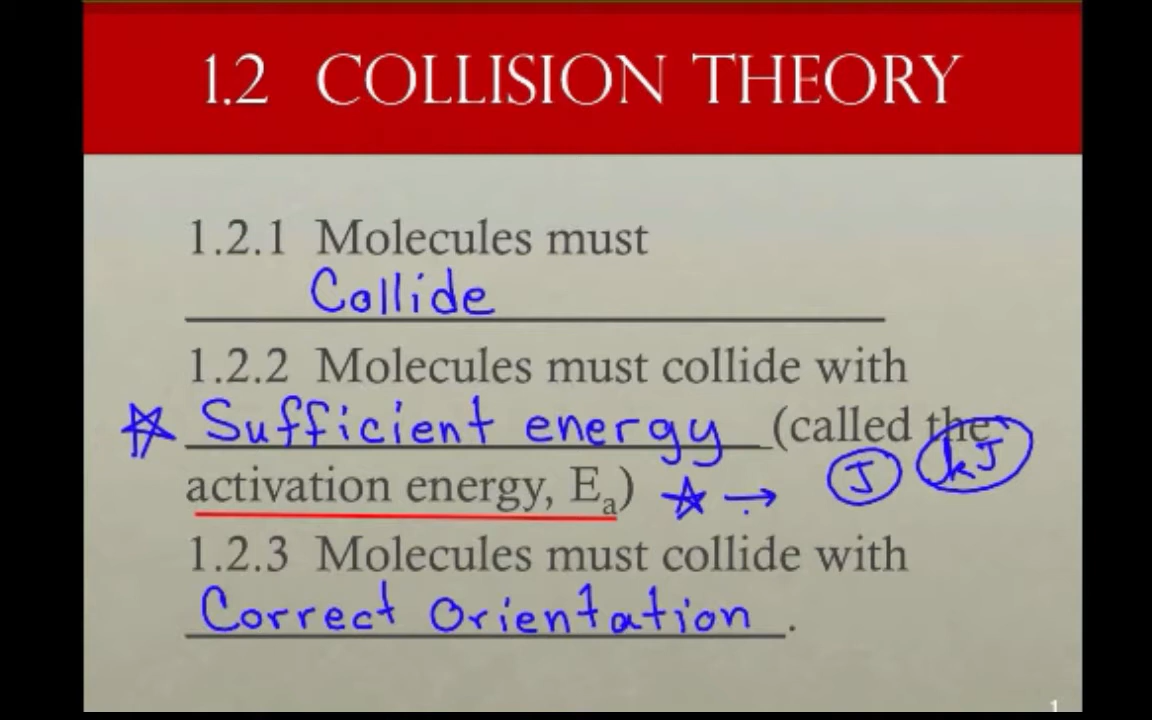 1.2 COLLISION THEORY
1.2.1 Molecules must
Collide
1.2.2 Molecules must collide with
Sufficient energy (called the
activation energy, Ea) → J kJ
1.2.3 Molecules must collide with
Correct Orientation.
1